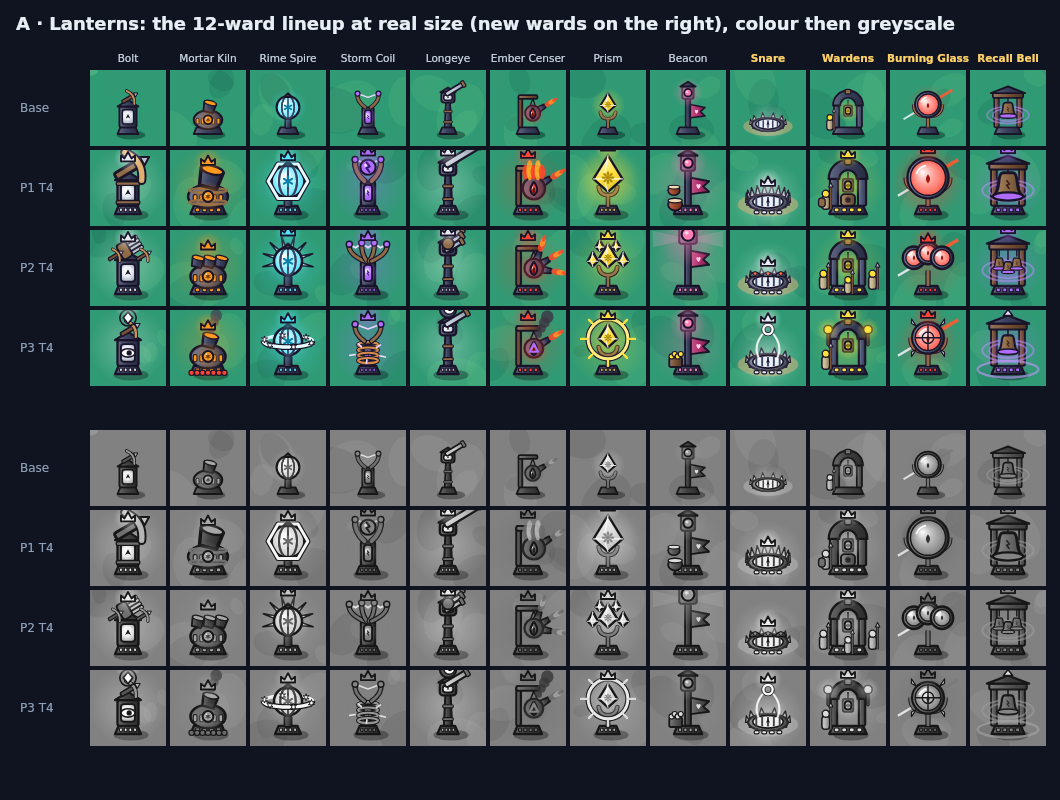 A · Lanterns: the 12-ward lineup at real size (new wards on the right), colour then greyscale
Bolt Mortar Kiln Rime Spire Storm Coil Longeye Ember Censer Prism Beacon Snare Wardens Burning Glass Recall Bell
Base
P1 T4
P2 T4
P3 T4
Base
P1 T4
P2 T4
P3 T4